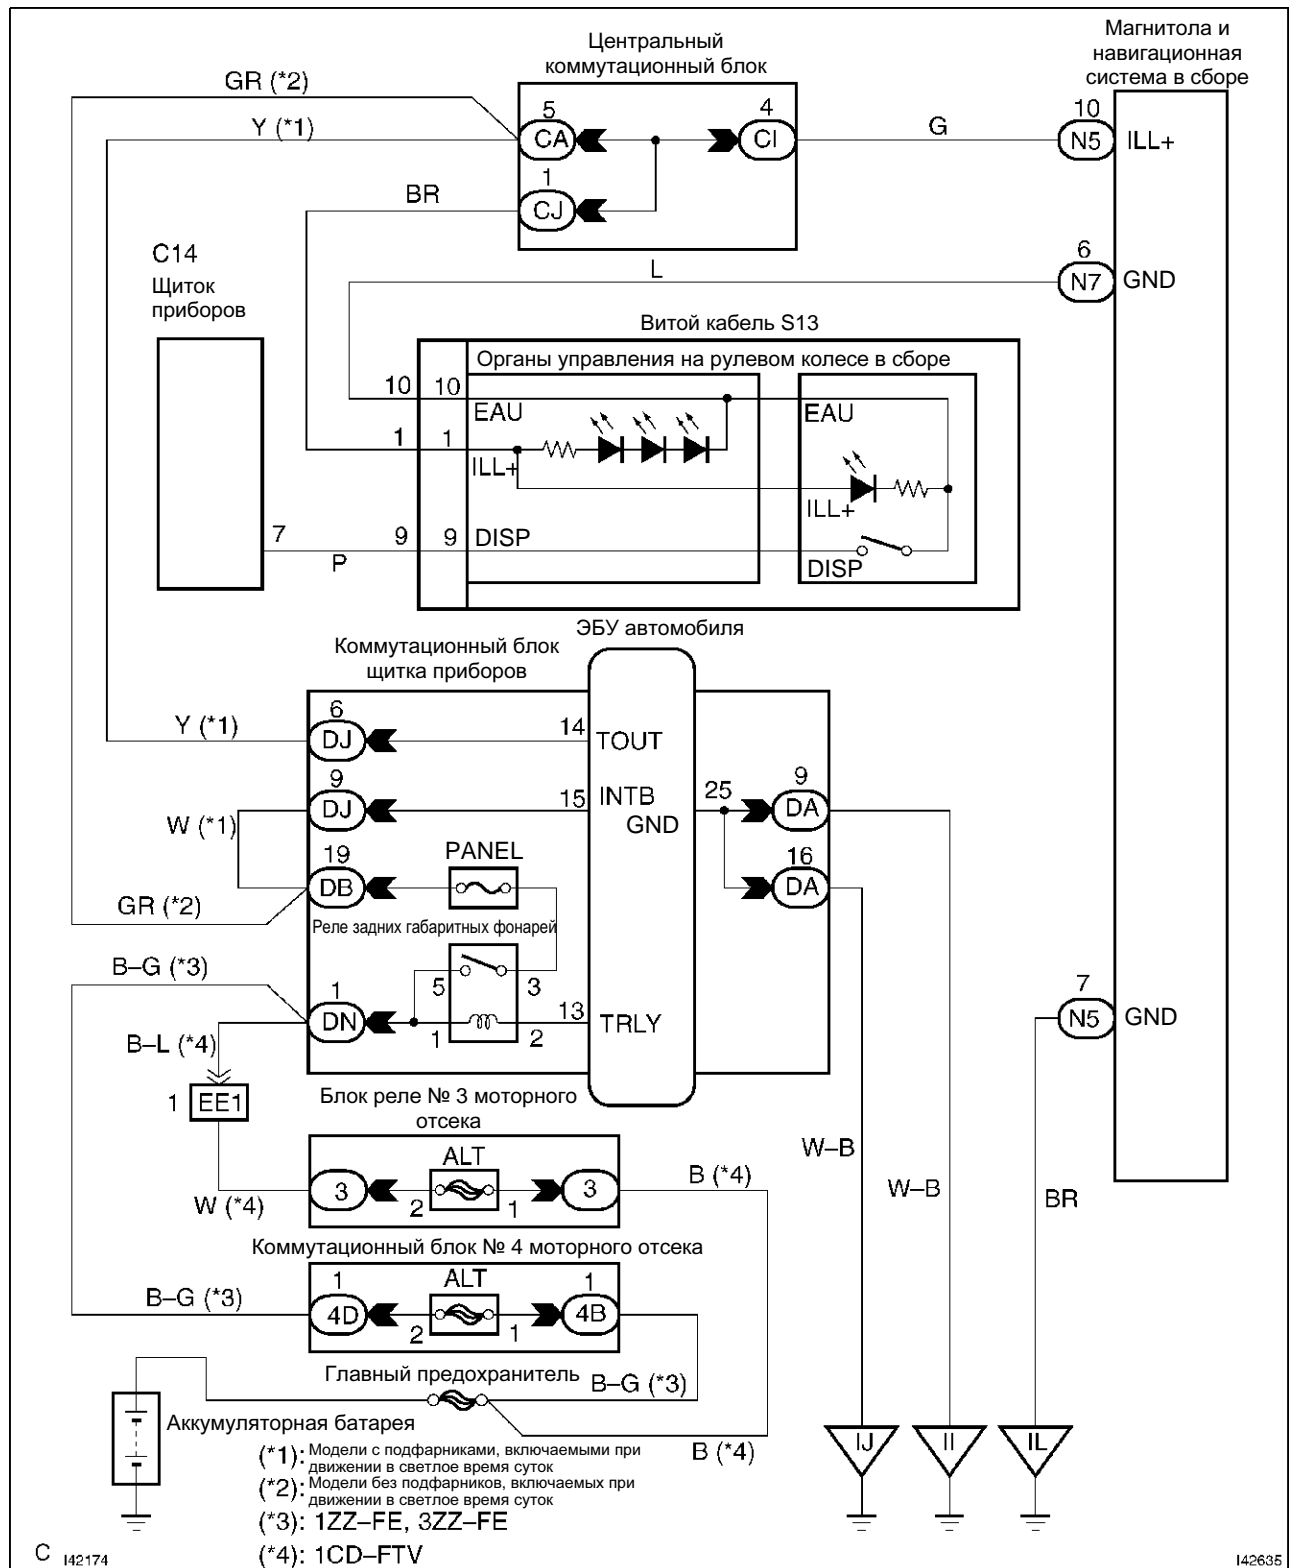 Центральный
коммутационный блок
Магнитола и
навигационная
система в сборе
GR (*2)
Y (*1)
5
CA
4
CI
G
10
N5
ILL+
1
CJ
BR
C14
Щиток
приборов
L
6
N7
GND
Витой кабель S13
Органы управления на рулевом колесе в сборе
10
10
EAU
EAU
1
1
ILL+
ILL+
7
P
9
9
DISP
DISP
ЭБУ автомобиля
Коммутационный блок
щитка приборов
Y (*1)
6
DJ
14
TOUT
9
DJ
15
INTB
GND
25
9
DA
W (*1)
19
DB
PANEL
16
DA
GR (*2)
Реле задних габаритных фонарей
B–G (*3)
5
3
1
DN
1
2
13
TRLY
7
N5
GND
B–L (*4)
1
EE1
Блок реле № 3 моторного
отсека
ALT
3
2
1
3
W (*4)
B (*4)
W–B
W–B
BR
Коммутационный блок № 4 моторного отсека
B–G (*3)
1
4D
ALT
2
1
1
4B
Главный предохранитель
B–G (*3)
Аккумуляторная батарея
B (*4)
IJ
II
IL
(*1): Модели с подфарниками, включаемыми при
движении в светлое время суток
(*2): Модели без подфарников, включаемых при
движении в светлое время суток
(*3): 1ZZ–FE, 3ZZ–FE
(*4): 1CD–FTV
C I42174
I42635